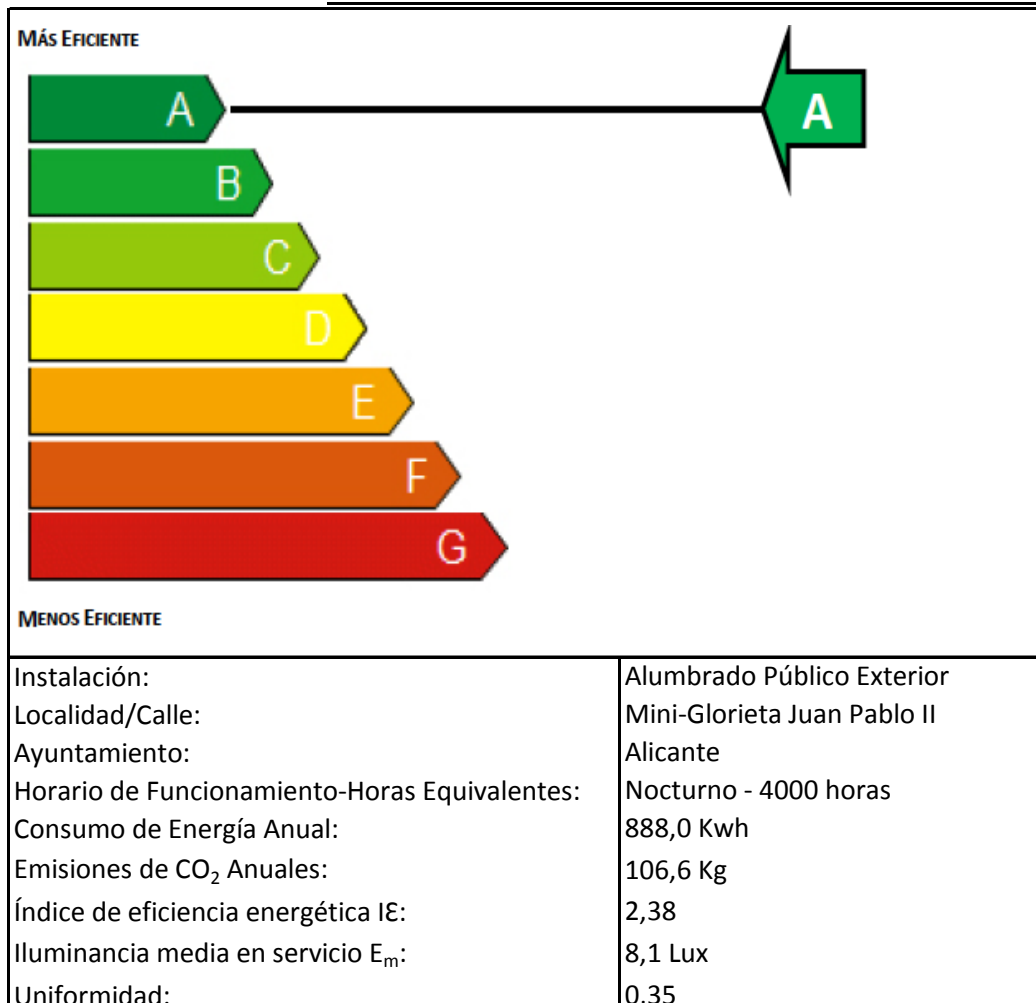 MÁS EFICIENTE
A
A
B
C
D
E
F
G
MENOS EFICIENTE
Instalación: Alumbrado Público Exterior
Localidad/Calle: Mini-Glorieta Juan Pablo II
Ayuntamiento: Alicante
Horario de Funcionamiento-Horas Equivalentes: Nocturno - 4000 horas
Consumo de Energía Anual: 888,0 Kwh
Emisiones de CO₂ Anuales: 106,6 Kg
Índice de eficiencia energética IƐ: 2,38
Iluminancia media en servicio Eₘ: 8,1 Lux
Uniformidad: 0,35